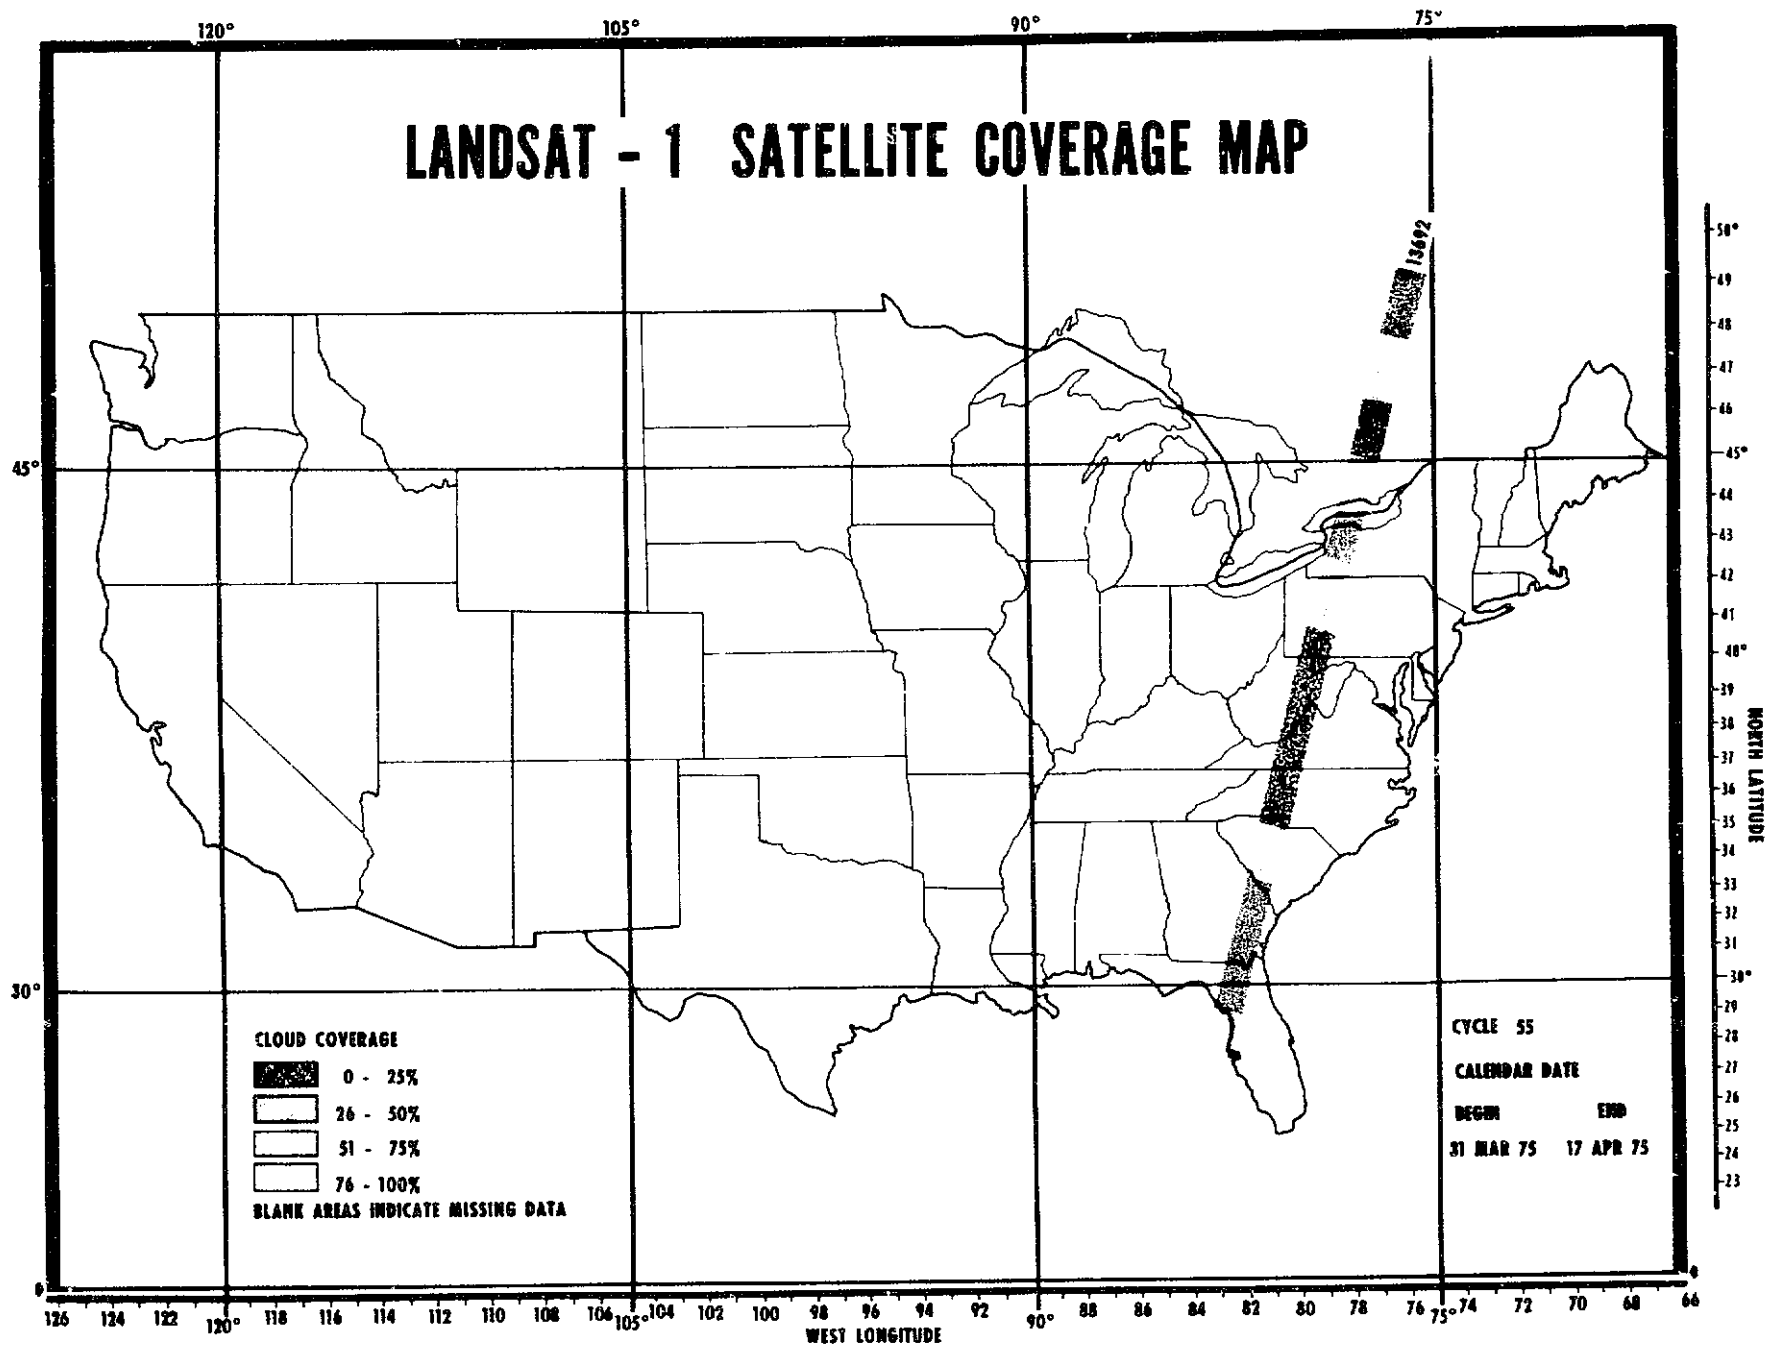 120° 105° 90° 75°
LANDSAT - 1 SATELLITE COVERAGE MAP
13692
50°
49
48
47
46
45° 45°
44
43
42
41
40°
39
38
37
36
35
34
33
32
31
30° 30°
29
28
27
26
25
24
23
NORTH LATITUDE
CLOUD COVERAGE
0 - 25%
26 - 50%
51 - 75%
76 - 100%
BLANK AREAS INDICATE MISSING DATA
CYCLE 55
CALENDAR DATE
BEGIN END
31 MAR 75 17 APR 75
126 124 122 120° 118 116 114 112 110 108 106 105° 104 102 100 98 96 94 92 90° 88 86 84 82 80 78 76 75° 74 72 70 68 66
WEST LONGITUDE